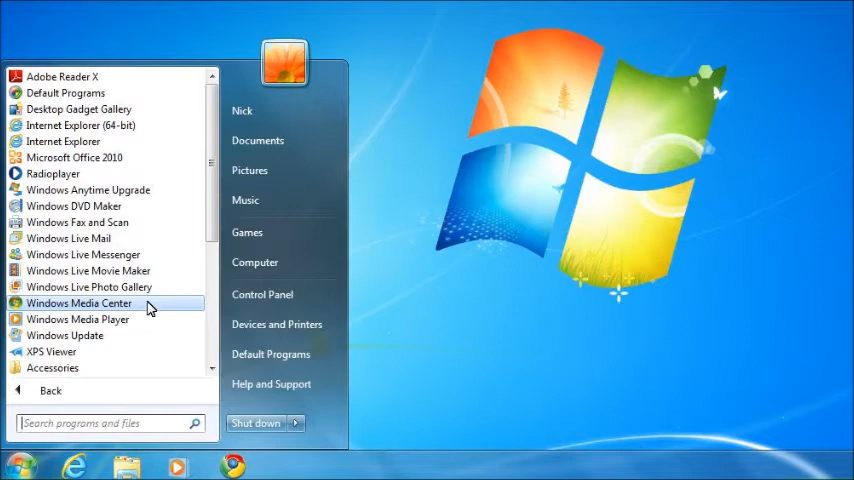 Adobe Reader X
Default Programs
Desktop Gadget Gallery
Internet Explorer (64-bit)
Internet Explorer
Microsoft Office 2010
Radioplayer
Windows Anytime Upgrade
Windows DVD Maker
Windows Fax and Scan
Windows Live Mail
Windows Live Messenger
Windows Live Movie Maker
Windows Live Photo Gallery
Windows Media Center
Windows Media Player
Windows Update
XPS Viewer
Accessories
Back
Search programs and files
Nick
Documents
Pictures
Music
Games
Computer
Control Panel
Devices and Printers
Default Programs
Help and Support
Shut down